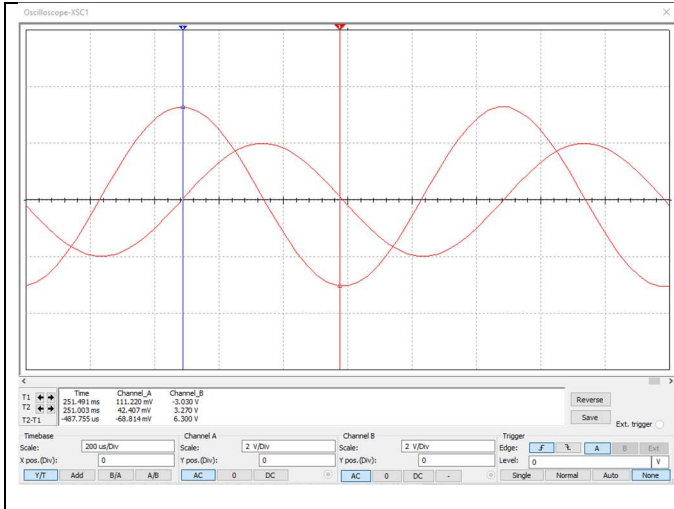 Oscilloscope-XSC1
Time Channel_A Channel_B
T1 251.491 ms 111.220 mV -3.030 V
T2 251.003 ms 42.407 mV 3.270 V
T2-T1 -487.755 us -68.814 mV 6.300 V
Reverse
Save
Ext. trigger
Timebase
Scale: 200 us/Div
X pos.(Div): 0
Y/T Add B/A A/B
Channel A
Scale: 2 V/Div
Y pos.(Div): 0
AC 0 DC
Channel B
Scale: 2 V/Div
Y pos.(Div): 0
AC 0 DC -
Trigger
Edge: A B Ext
Level: 0 V
Single Normal Auto None